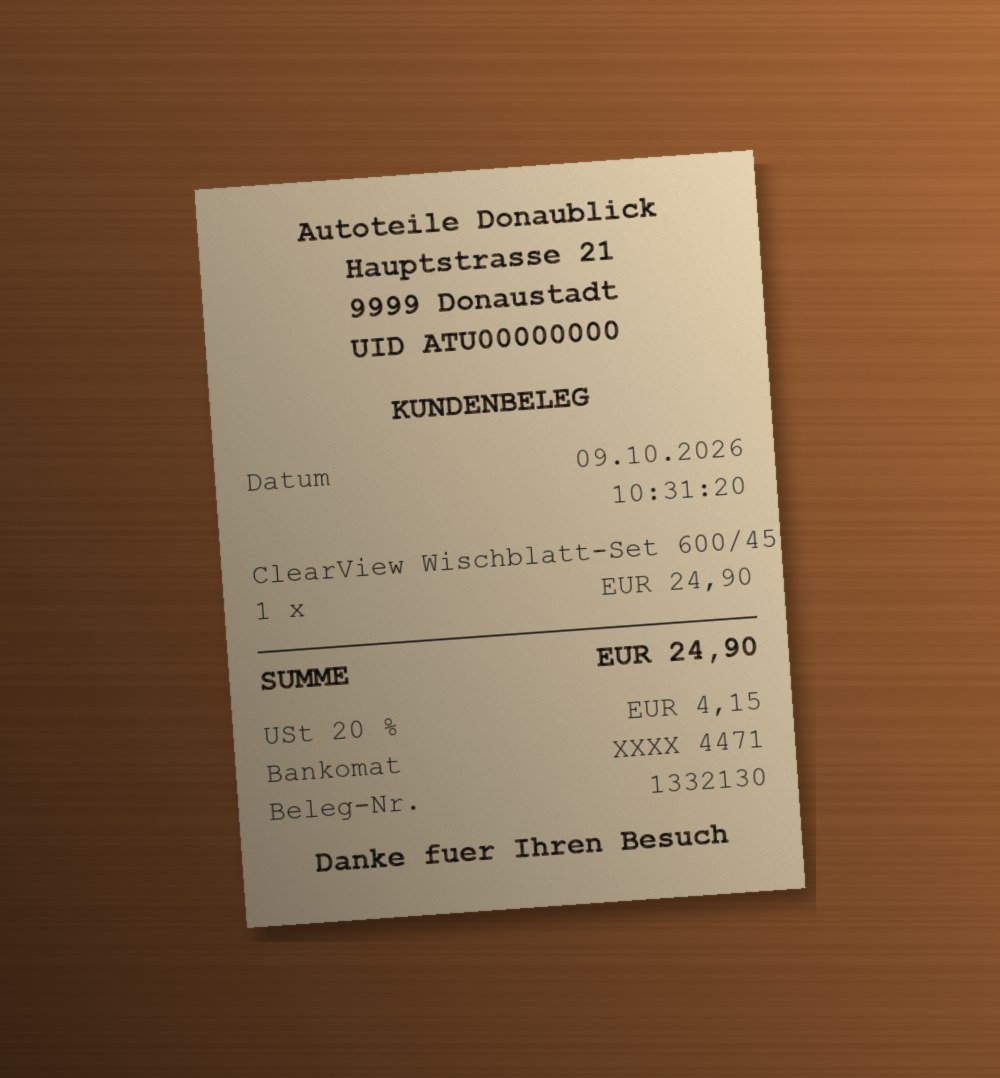 Autoteile Donaublick
Hauptstrasse 21
9999 Donaustadt
UID ATU00000000
KUNDENBELEG
Datum 09.10.2026
10:31:20
ClearView Wischblatt-Set 600/45
1 x EUR 24,90
SUMME EUR 24,90
USt 20 % EUR 4,15
Bankomat XXXX 4471
Beleg-Nr. 1332130
Danke fuer Ihren Besuch